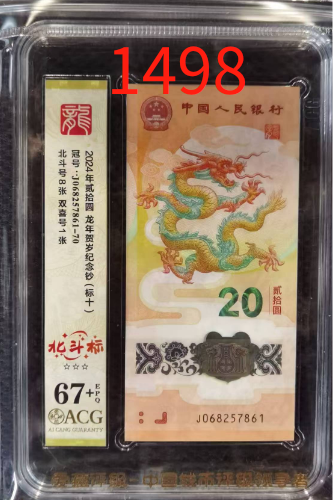 1498
龍
2024年贰拾圆 龙年贺岁纪念钞(标十)
冠号:J068257861-70
北斗号8张 双嘉号1张
北斗标
67+ EPQ
ACG
中国人民银行
20
贰拾圆
J
J068257861